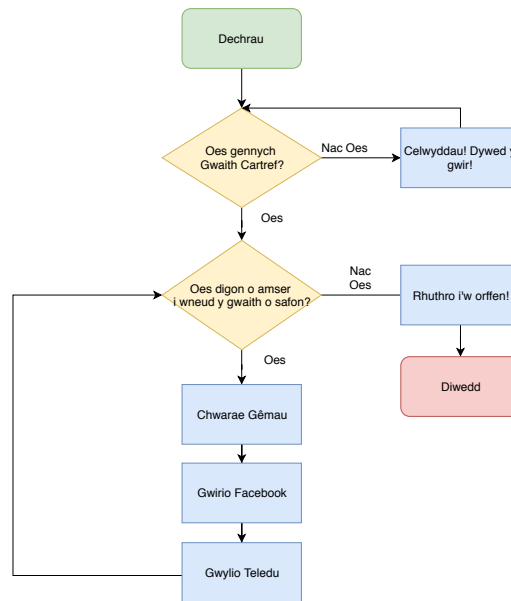 Dechrau
Oes gennych
Gwaith Cartref?
Nac Oes
Celwyddau! Dywed y
gwir!
Oes
Oes digon o amser
i wneud y gwaith o safon?
Nac
Oes
Rhuthro i'w orffen!
Oes
Diwedd
Chwarae Gêmau
Gwirio Facebook
Gwylio Teledu